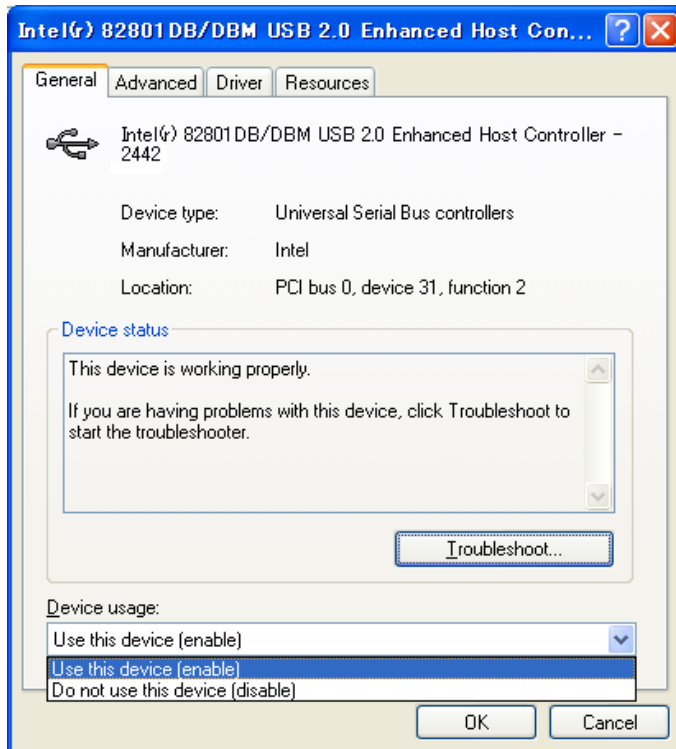 Intel(r) 82801DB/DBM USB 2.0 Enhanced Host Con...
General
Advanced
Driver
Resources
Intel(r) 82801DB/DBM USB 2.0 Enhanced Host Controller -
2442
Device type: Universal Serial Bus controllers
Manufacturer: Intel
Location: PCI bus 0, device 31, function 2
Device status
This device is working properly.
If you are having problems with this device, click Troubleshoot to
start the troubleshooter.
Troubleshoot...
Device usage:
Use this device (enable)
Use this device (enable)
Do not use this device (disable)
OK
Cancel